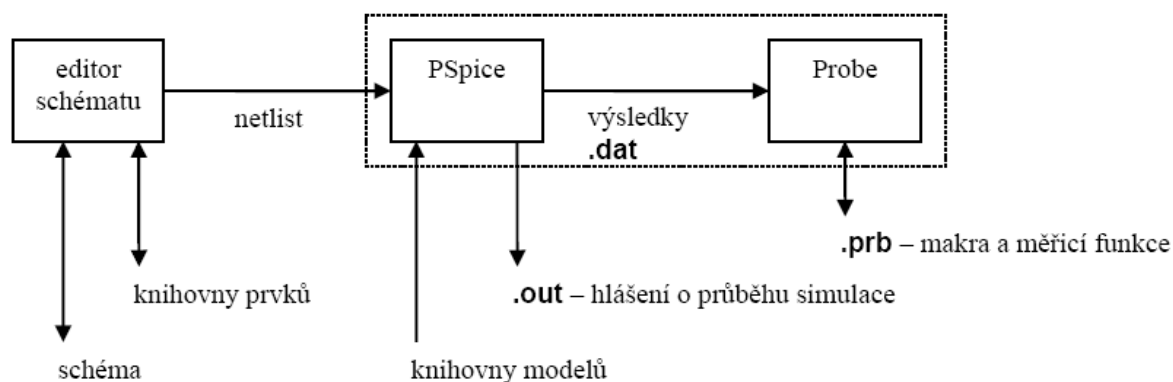 editor
schématu
netlist
PSpice
výsledky
.dat
Probe
.prb – makra a měřicí funkce
knihovny prvků
.out – hlášení o průběhu simulace
schéma
knihovny modelů